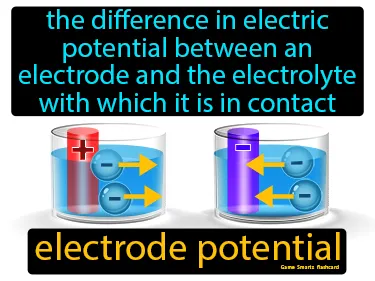 the difference in electric
potential between an
electrode and the electrolyte
with which it is in contact
+
-
-
-
-
-
electrode potential
Game Smartz flashcard